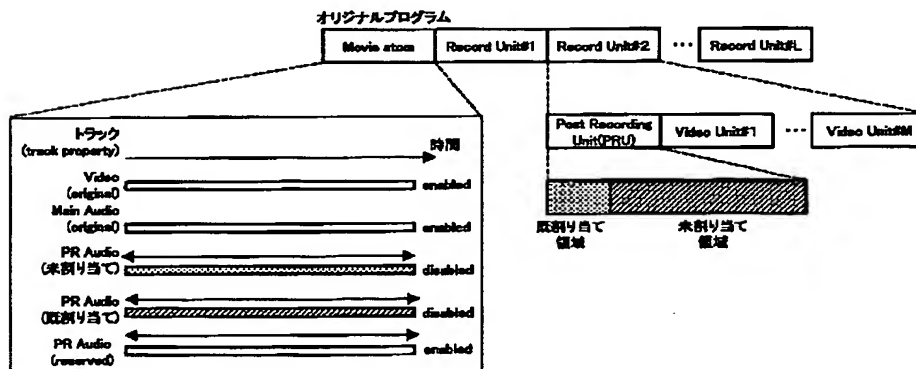 オリジナルプログラム
Movie atom
Record Unit#1
Record Unit#2
…
Record Unit#L
トラック
(track property)
時間
Post Recording
Unit(PRU)
Video Unit#1
…
Video Unit#M
Video
(original)
enabled
Main Audio
(original)
enabled
既割り当て
領域
未割り当て
領域
PR Audio
(未割り当て)
disabled
PR Audio
(既割り当て)
disabled
PR Audio
(reserved)
enabled